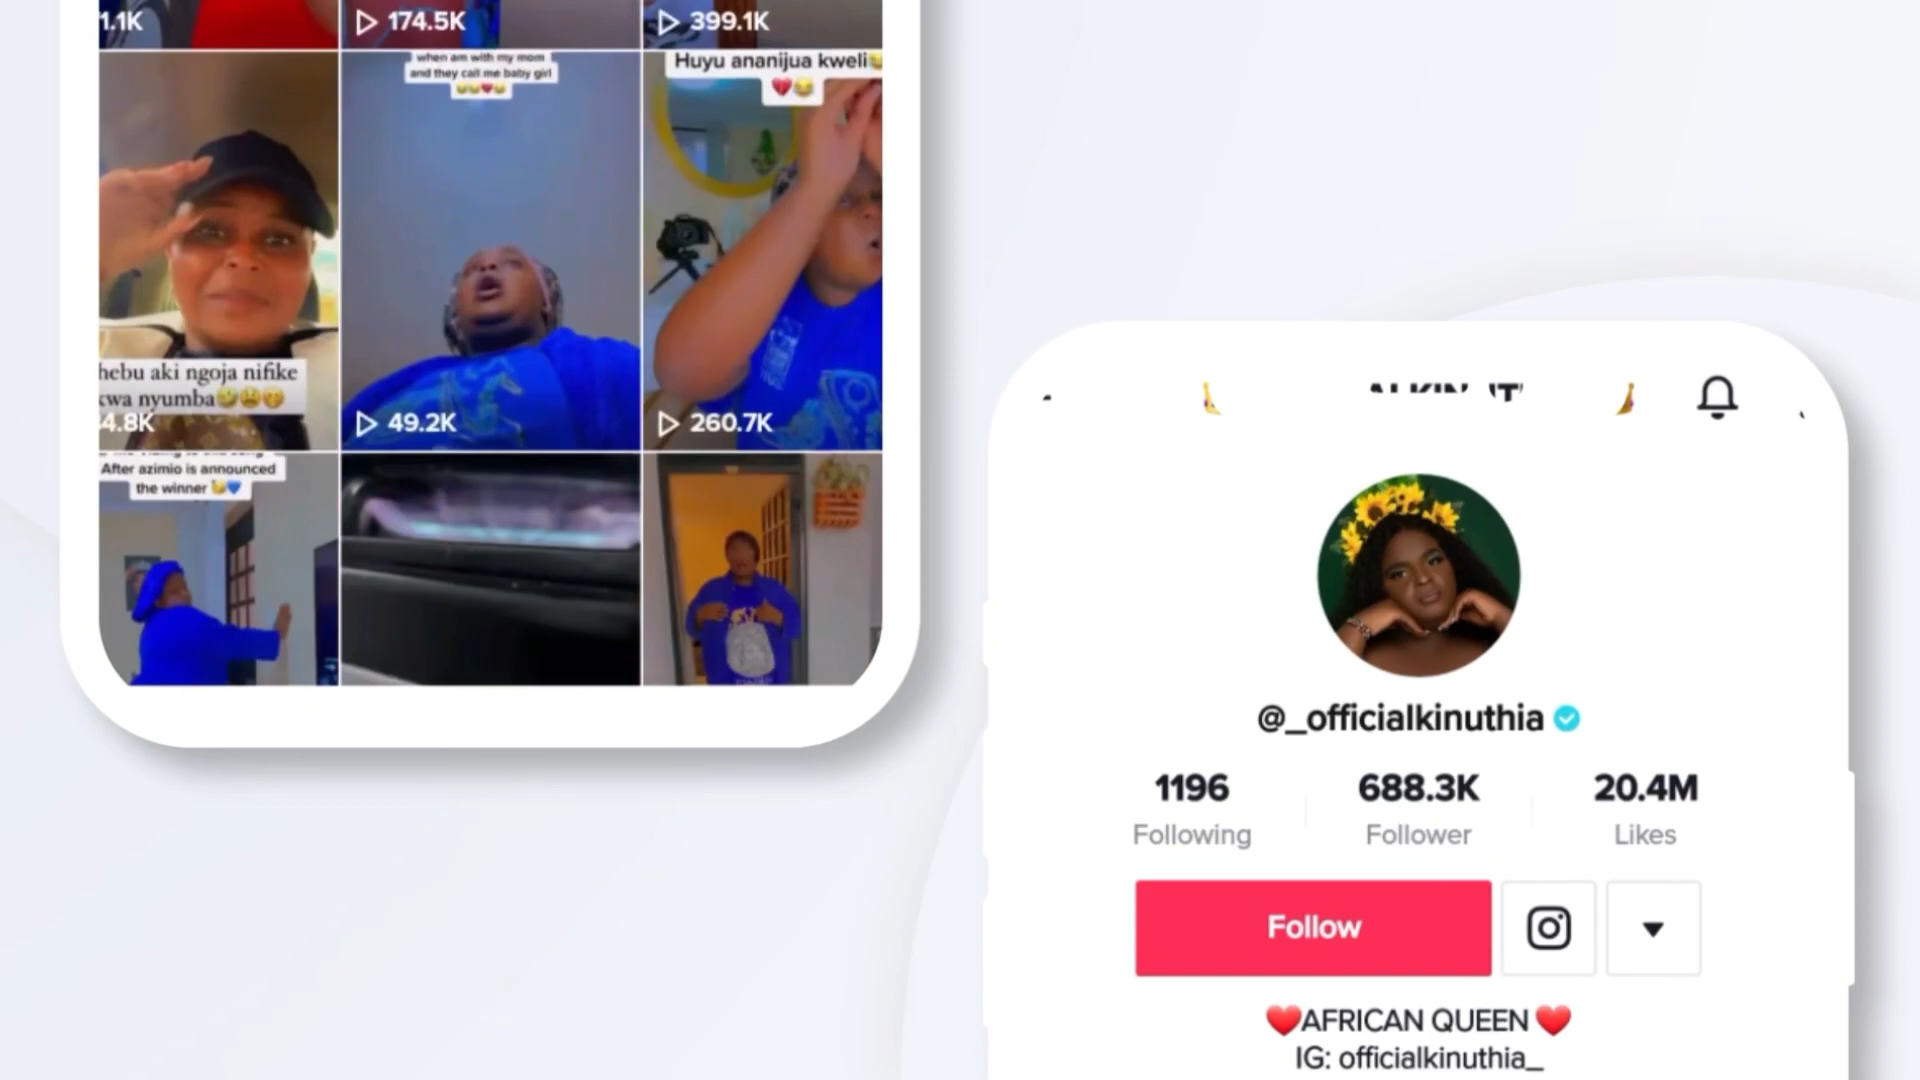 1.1K
174.5K
399.1K
when am with my mom
and they call me baby girl
Huyu ananijua kweli
hebu aki ngoja nifike
kwa nyumba
4.8K
49.2K
260.7K
After azimio is announced
the winner
@_officialkinuthia
1196
688.3K
20.4M
Following
Follower
Likes
Follow
AFRICAN QUEEN
IG: officialkinuthia_